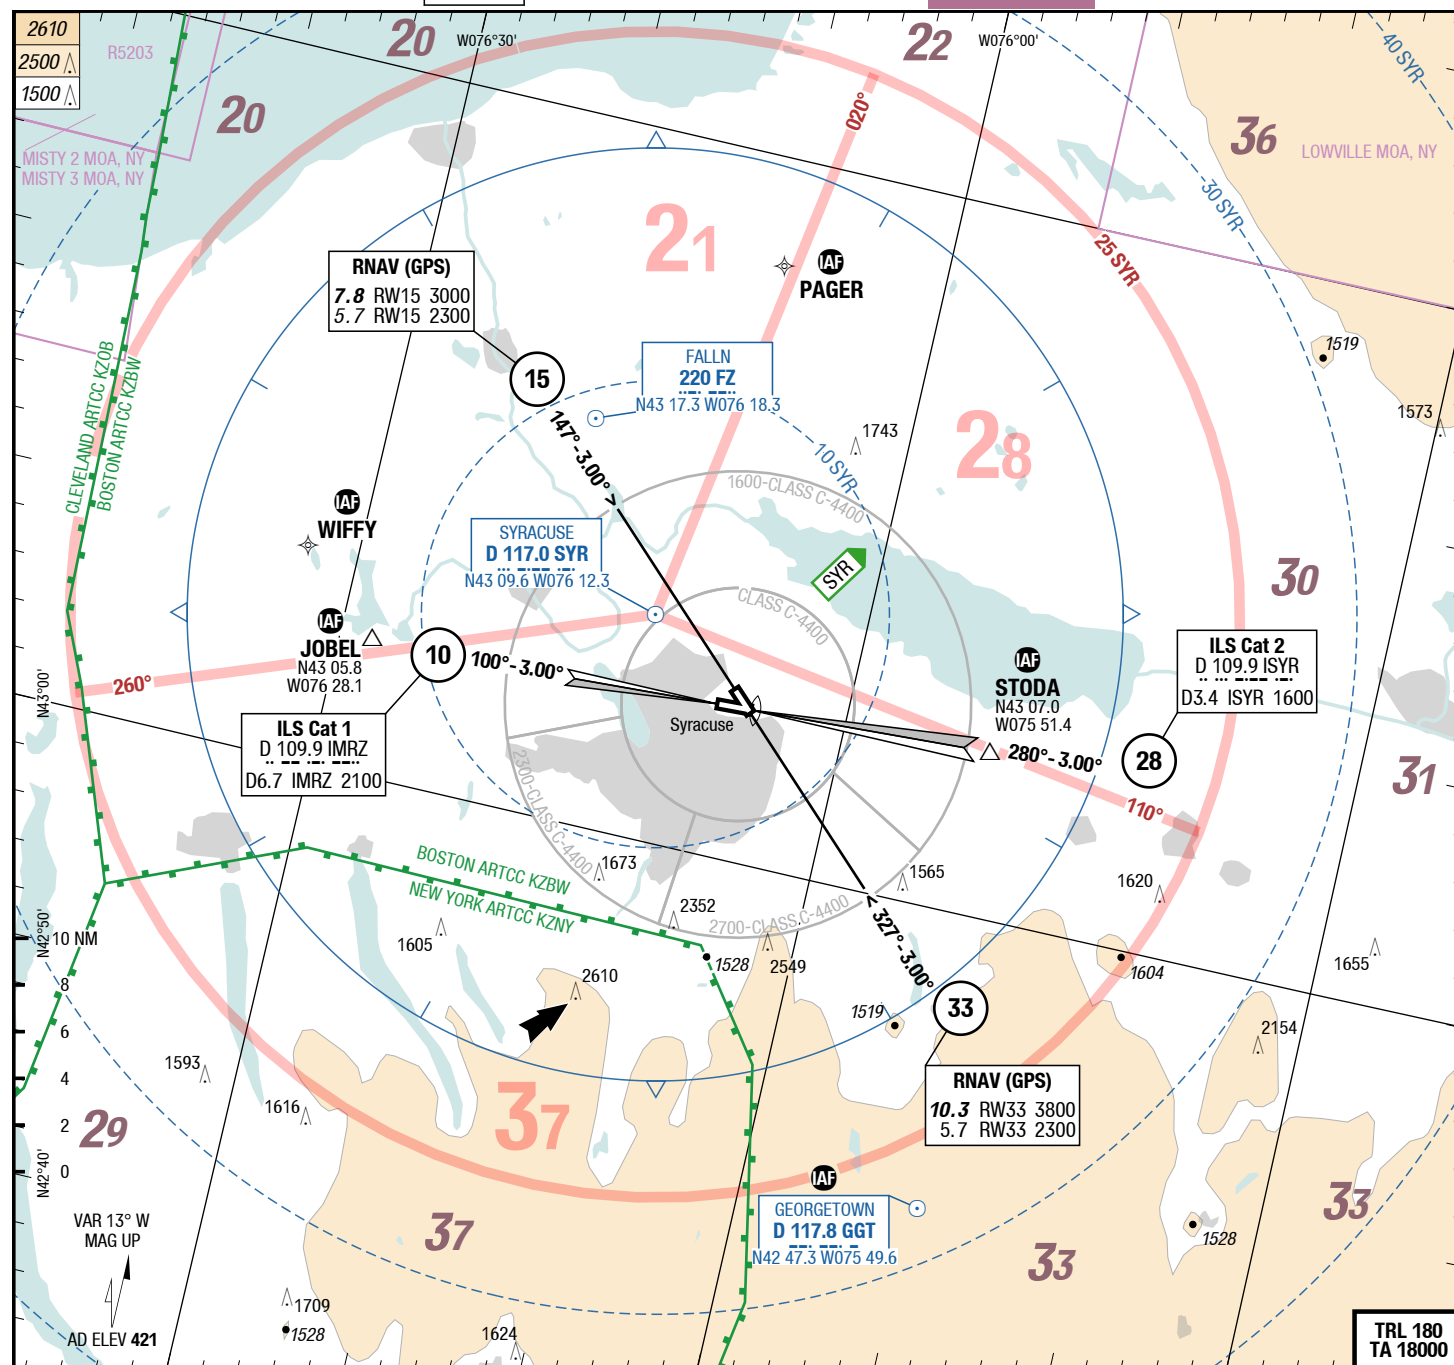 2610
2500
1500
R5203
20
W076°30'
22
W076°00'
40 SYR
20
020°
36
LOWVILLE MOA, NY
MISTY 2 MOA, NY
MISTY 3 MOA, NY
30 SYR
21
25 SYR
RNAV (GPS)
7.8 RW15 3000
5.7 RW15 2300
IAF
PAGER
CLEVELAND ARTCC KZOB
BOSTON ARTCC KZBW
15
FALLN
220 FZ
N43 17.3 W076 18.3
1519
1573
147°-3.00° >
1743
10 SYR
28
1600-CLASS C-4400
IAF
WIFFY
SYRACUSE
D 117.0 SYR
N43 09.6 W076 12.3
SYR
30
CLASS C-4400
IAF
JOBEL
N43 05.8
W076 28.1
10
100°-3.00°
260°
N43°00'
IAF
STODA
N43 07.0
W075 51.4
ILS Cat 2
D 109.9 ISYR
D3.4 ISYR 1600
Syracuse
ILS Cat 1
D 109.9 IMRZ
D6.7 IMRZ 2100
280°-3.00°
28
31
2300-CLASS C-4400
110°
BOSTON ARTCC KZBW
NEW YORK ARTCC KZNY
1673
1565
1620
2352
2700-CLASS C-4400
< 327°-3.00°
N42°50'
10 NM
8
6
4
2
0
1605
1528
2549
2610
1604
1655
1519
33
2154
1593
1616
29
37
RNAV (GPS)
10.3 RW33 3800
5.7 RW33 2300
N42°40'
IAF
GEORGETOWN
D 117.8 GGT
N42 47.3 W075 49.6
33
1528
VAR 13° W
MAG UP
37
33
1709
1528
1624
AD ELEV 421
TRL 180
TA 18000